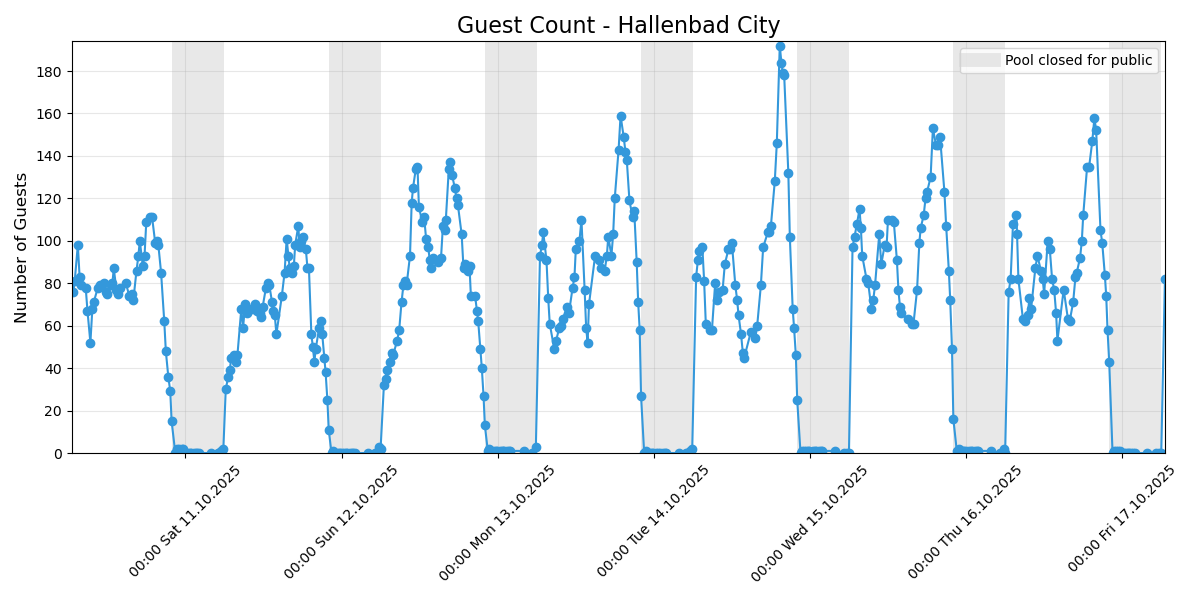 Guest Count - Hallenbad City
Pool closed for public
Number of Guests
180
160
140
120
100
80
60
40
20
0
00:00 Sat 11.10.2025
00:00 Sun 12.10.2025
00:00 Mon 13.10.2025
00:00 Tue 14.10.2025
00:00 Wed 15.10.2025
00:00 Thu 16.10.2025
00:00 Fri 17.10.2025